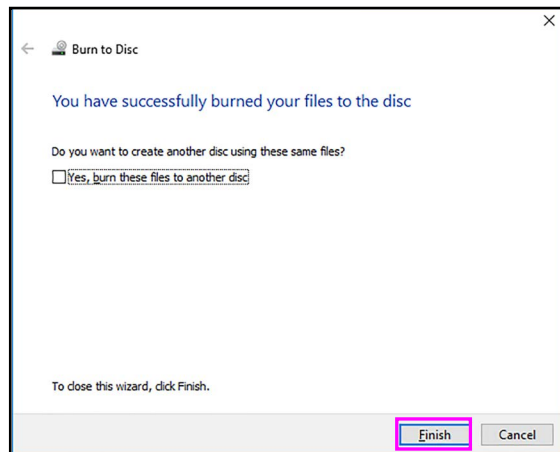 Burn to Disc
You have successfully burned your files to the disc
Do you want to create another disc using these same files?
Yes, burn these files to another disc
To close this wizard, click Finish.
Finish Cancel